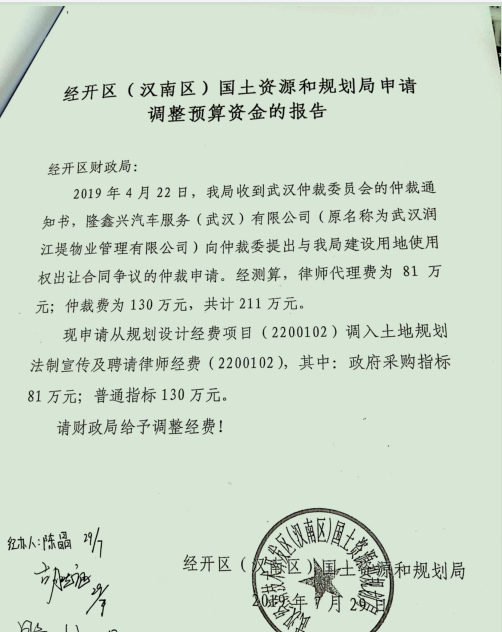 经开区（汉南区）国土资源和规划局申请
调整预算资金的报告
经开区财政局：
2019 年 4 月 22 日，我局收到武汉仲裁委员会的仲裁通
知书，隆鑫兴汽车服务（武汉）有限公司（原名称为武汉润
江堤物业管理有限公司）向仲裁委提出与我局建设用地使用
权出让合同争议的仲裁申请。经测算，律师代理费为 81 万
元；仲裁费为 130 万元，共计 211 万元。
现申请从规划设计经费项目（2200102）调入土地规划
法制宣传及聘请律师经费（2200102），其中：政府采购指标
81 万元；普通指标 130 万元。
请财政局给予调整经费！
经办人：陈晶 29/7
29/7
经开区（汉南区）国土资源和规划局
2019 年 7 月 29 日